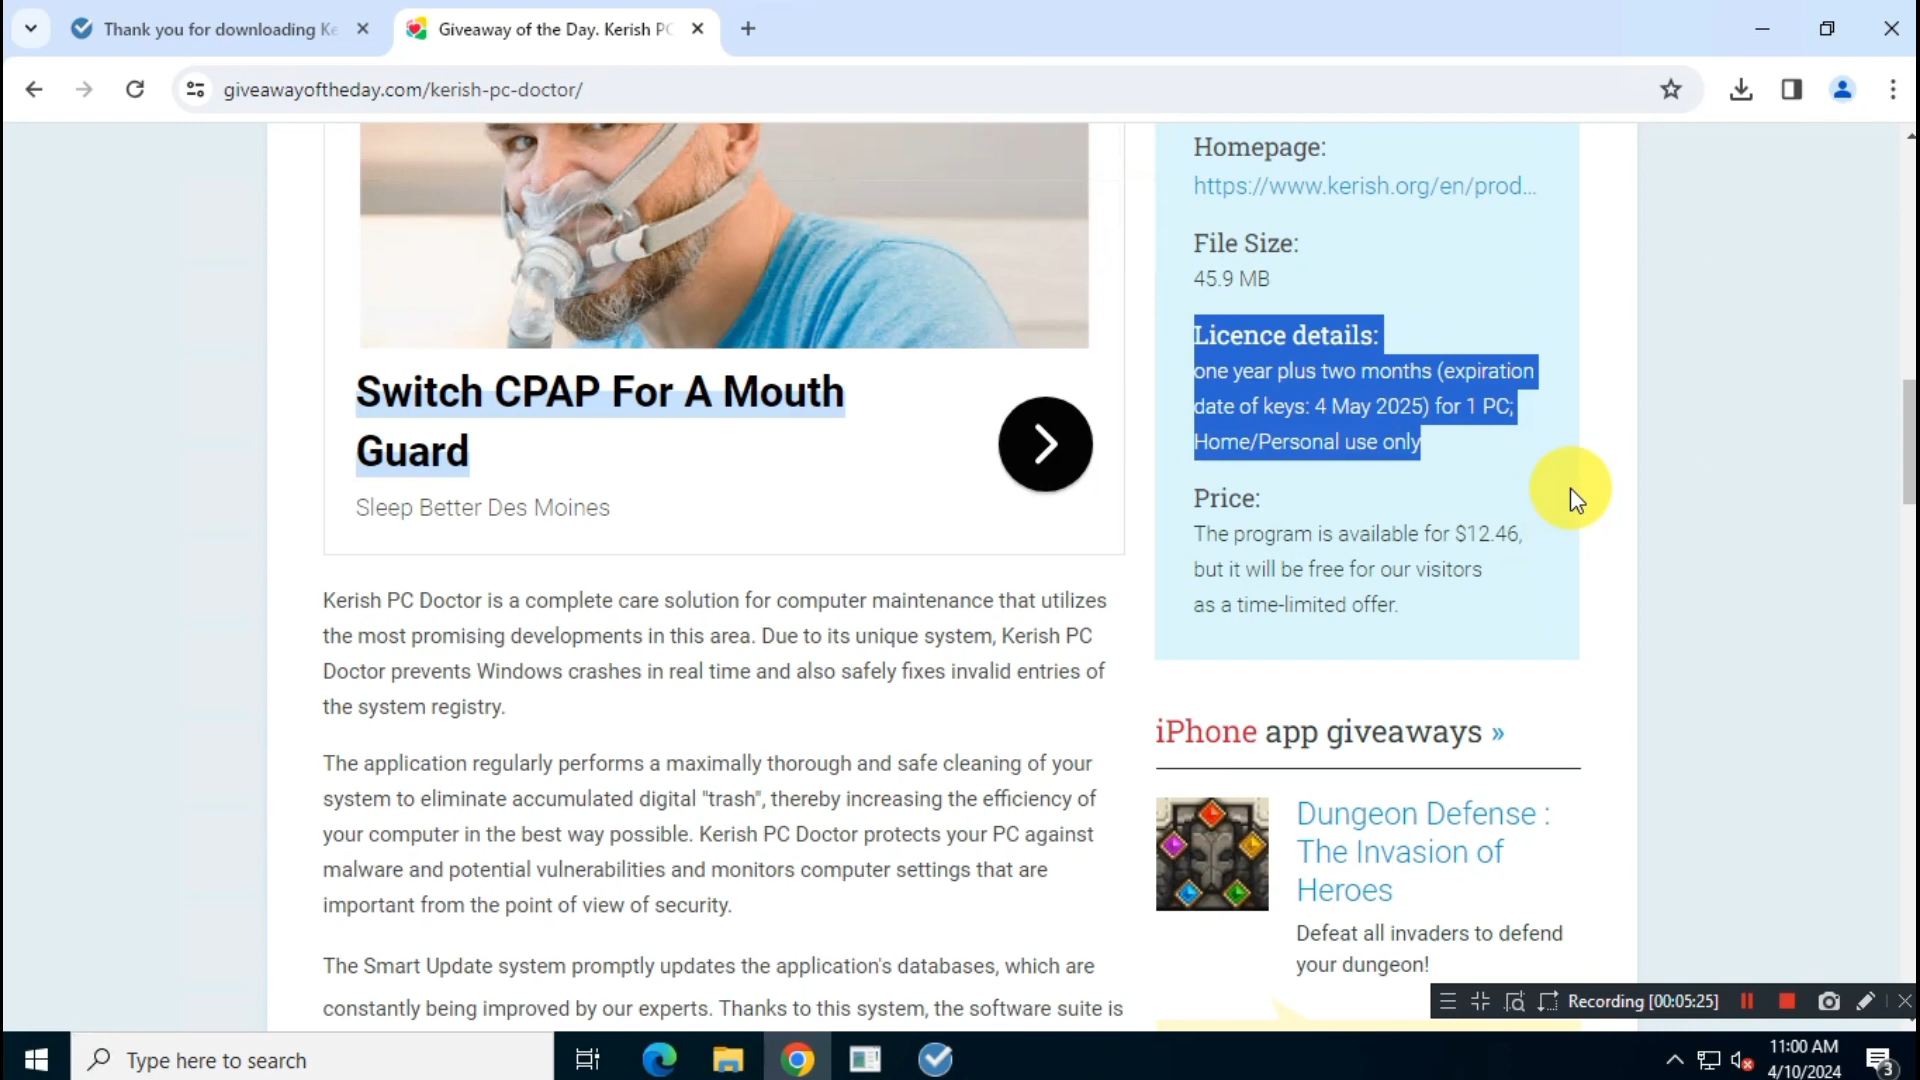 Thank you for downloading Ke
Giveaway of the Day. Kerish PC
giveawayoftheday.com/kerish-pc-doctor/
Switch CPAP For A Mouth
Guard
Sleep Better Des Moines
Kerish PC Doctor is a complete care solution for computer maintenance that utilizes
the most promising developments in this area. Due to its unique system, Kerish PC
Doctor prevents Windows crashes in real time and also safely fixes invalid entries of
the system registry.
The application regularly performs a maximally thorough and safe cleaning of your
system to eliminate accumulated digital "trash", thereby increasing the efficiency of
your computer in the best way possible. Kerish PC Doctor protects your PC against
malware and potential vulnerabilities and monitors computer settings that are
important from the point of view of security.
The Smart Update system promptly updates the application's databases, which are
constantly being improved by our experts. Thanks to this system, the software suite is
Homepage:
https://www.kerish.org/en/prod...
File Size:
45.9 MB
Licence details:
one year plus two months (expiration
date of keys: 4 May 2025) for 1 PC;
Home/Personal use only
Price:
The program is available for $12.46,
but it will be free for our visitors
as a time-limited offer.
iPhone app giveaways »
Dungeon Defense :
The Invasion of
Heroes
Defeat all invaders to defend
your dungeon!
Recording [00:05:25]
Type here to search
11:00 AM
4/10/2024
3